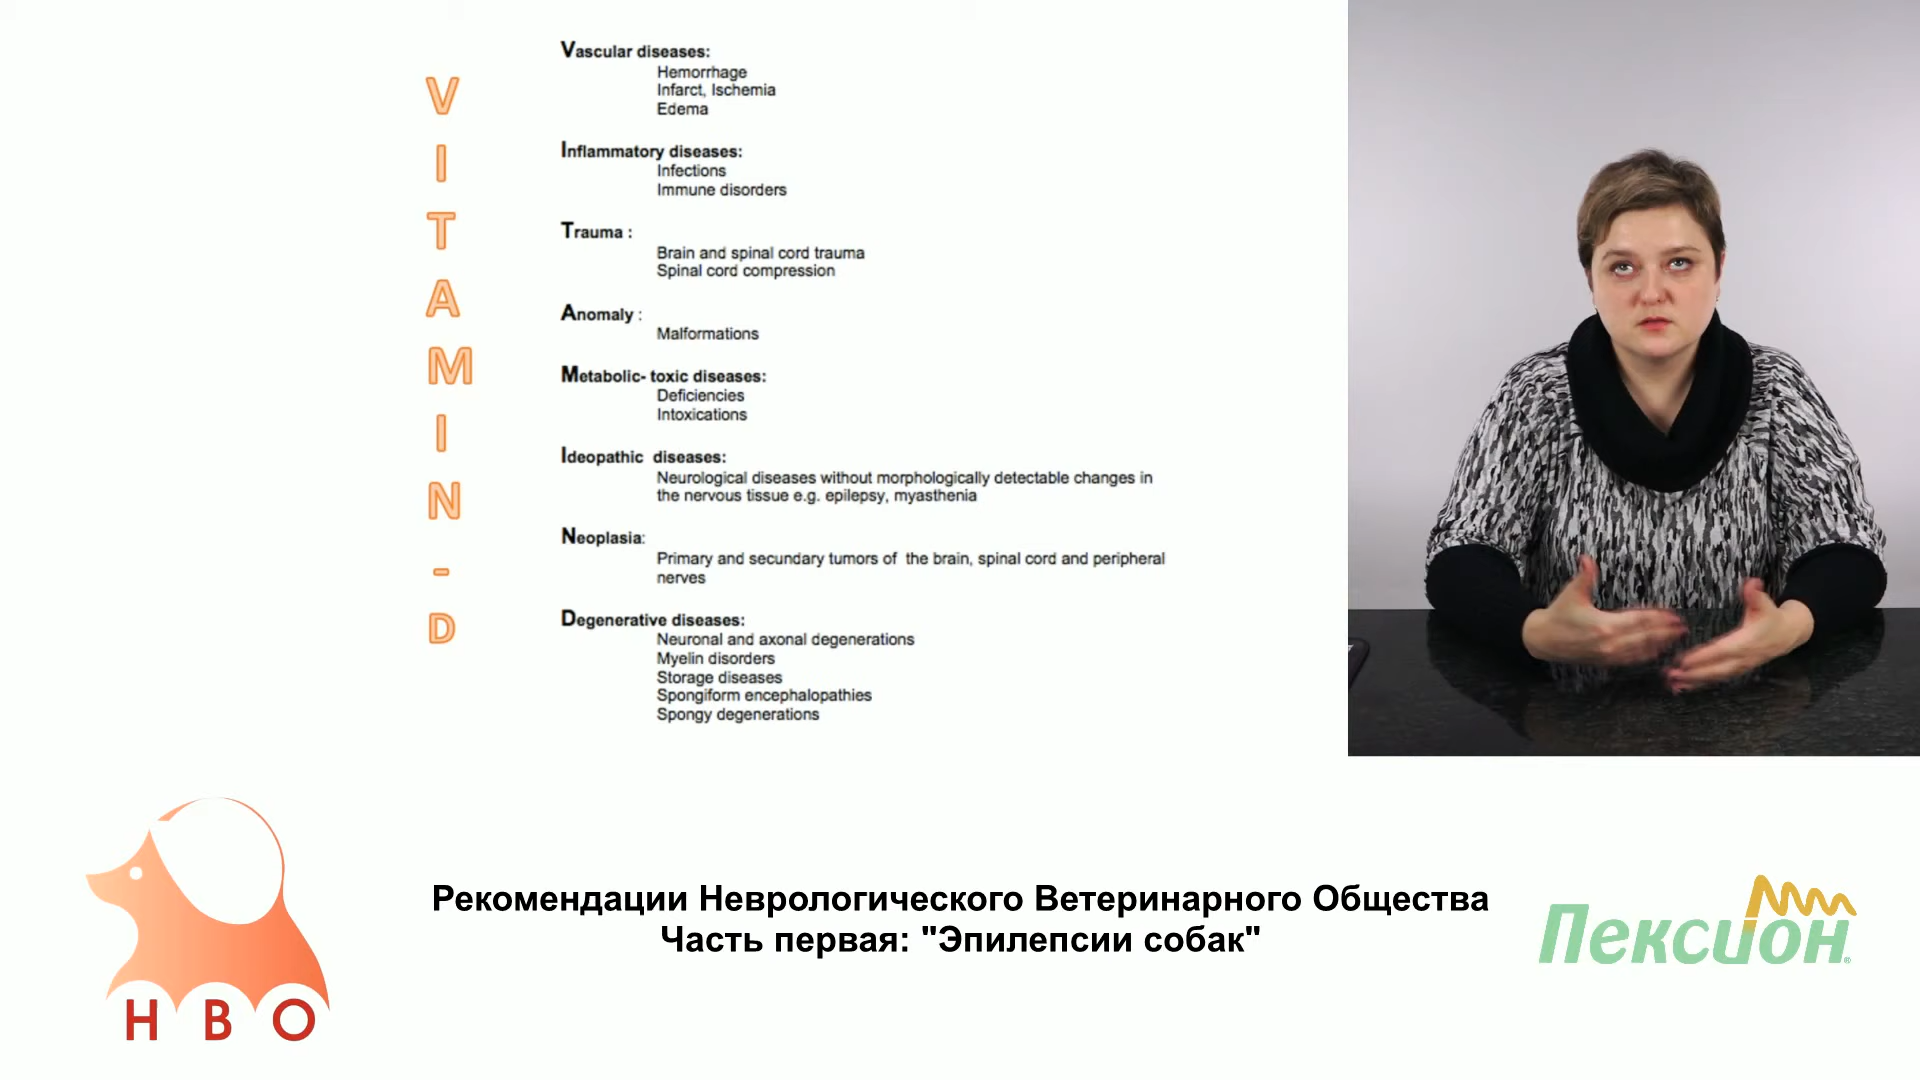 V
I
T
A
M
I
N
-
D
Vascular diseases:
Hemorrhage
Infarct, Ischemia
Edema
Inflammatory diseases:
Infections
Immune disorders
Trauma :
Brain and spinal cord trauma
Spinal cord compression
Anomaly :
Malformations
Metabolic- toxic diseases:
Deficiencies
Intoxications
Ideopathic diseases:
Neurological diseases without morphologically detectable changes in
the nervous tissue e.g. epilepsy, myasthenia
Neoplasia:
Primary and secundary tumors of the brain, spinal cord and peripheral
nerves
Degenerative diseases:
Neuronal and axonal degenerations
Myelin disorders
Storage diseases
Spongiform encephalopathies
Spongy degenerations
Рекомендации Неврологического Ветеринарного Общества
Часть первая: "Эпилепсии собак"
НВО
Пексион®